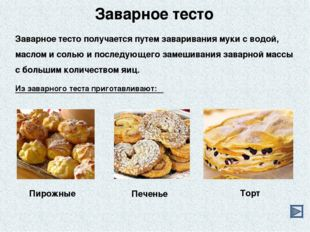 Заварное тесто
Заварное тесто получается путем заваривания муки с водой,
маслом и солью и последующего замешивания заварной массы
с большим количеством яиц.
Из заварного теста приготавливают:
Пирожные Печенье Торт